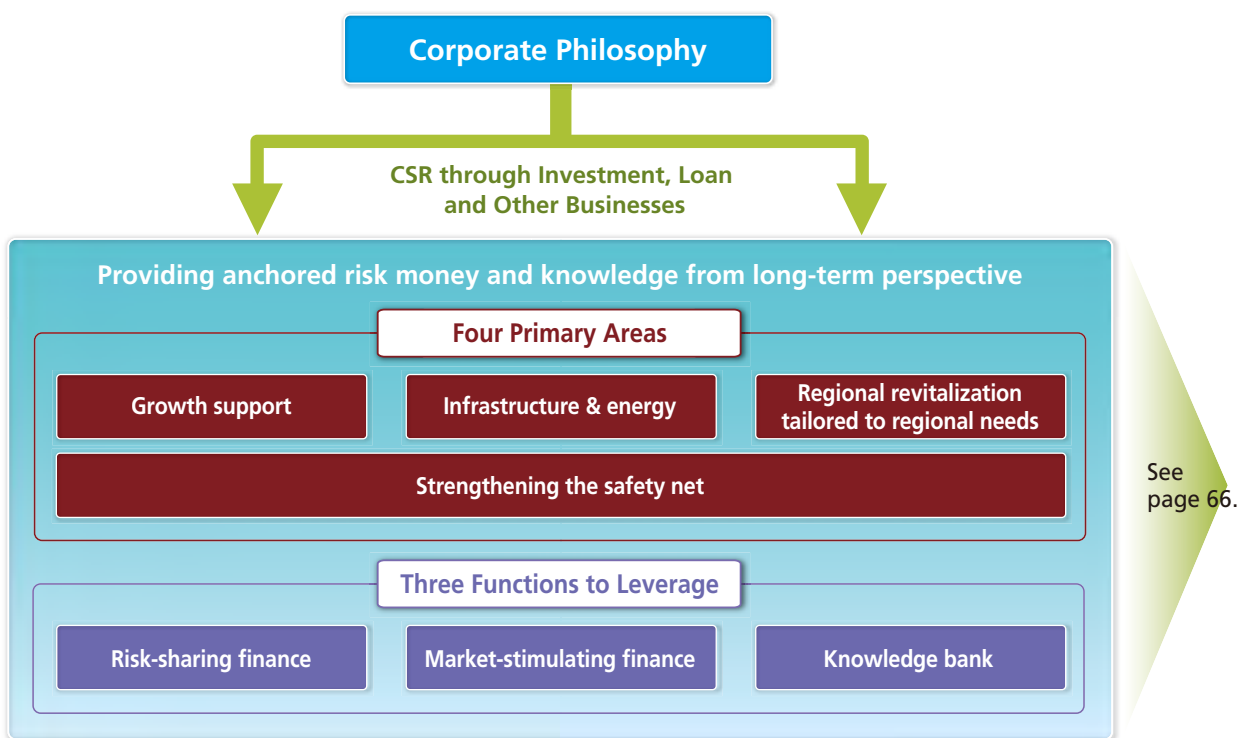 Corporate Philosophy
CSR through Investment, Loan
and Other Businesses
Providing anchored risk money and knowledge from long-term perspective
Four Primary Areas
Growth support
Infrastructure & energy
Regional revitalization
tailored to regional needs
Strengthening the safety net
See
page 66.
Three Functions to Leverage
Risk-sharing finance
Market-stimulating finance
Knowledge bank